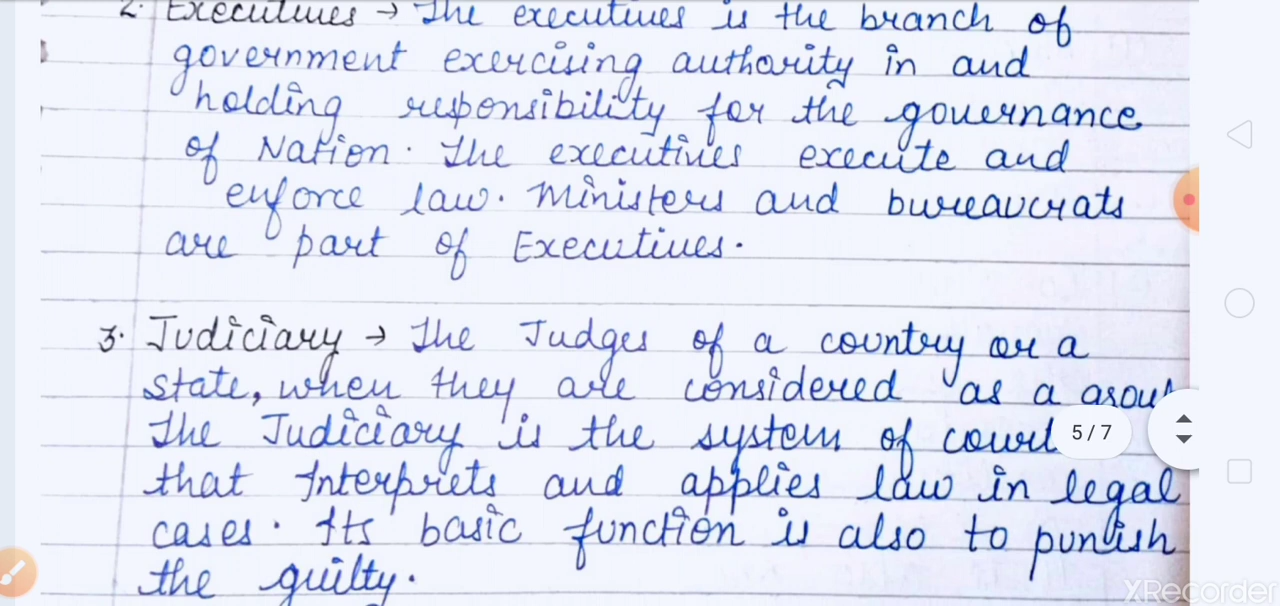 2. Executives → The executives is the branch of
government exercising authority in and
holding responsibility for the governance
of Nation. The executives execute and
enforce law. Ministers and bureaucrats
are part of Executives.
3. Judiciary → The Judges of a country or a
state, when they are considered as a grou
The Judiciary is the system of court
5/7
that Interprets and applies law in legal
cases. Its basic function is also to punish
the guilty.
XRecorder